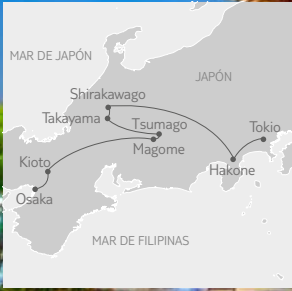 MAR DE JAPÓN
JAPÓN
Shirakawago
Takayama
Tsumago
Tokio
Magome
Kioto
Hakone
Osaka
MAR DE FILIPINAS